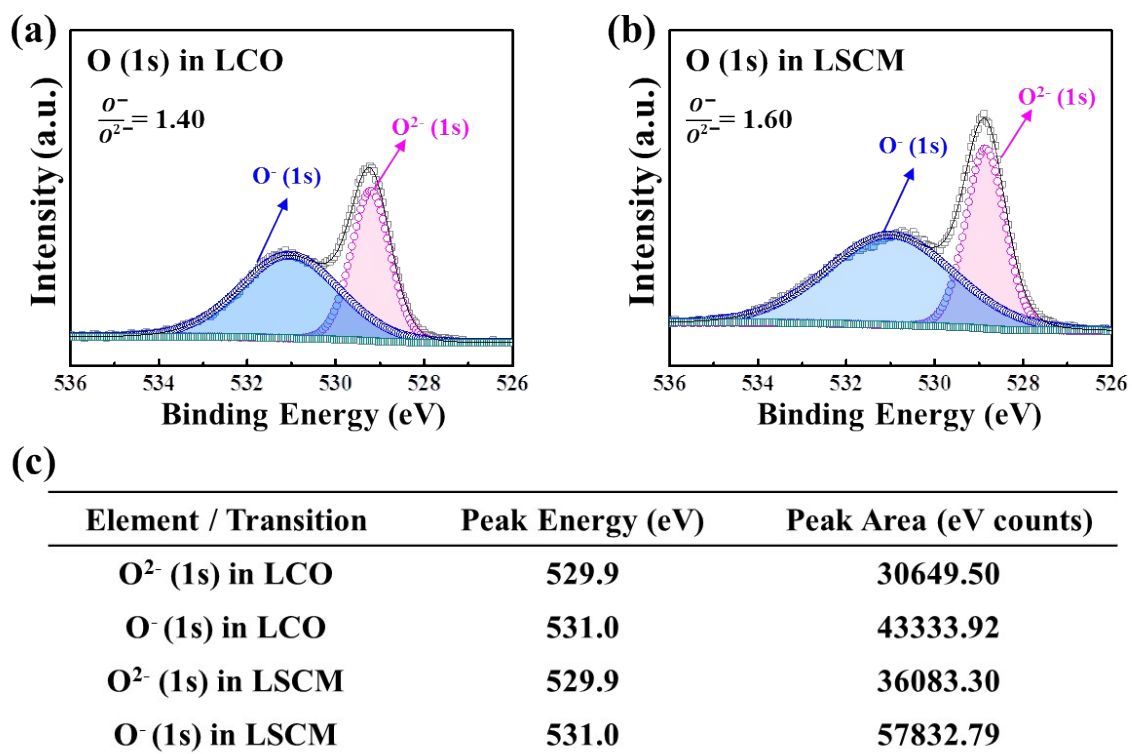 (a)
O (1s) in LCO
O⁻/O²⁻ = 1.40
O⁻ (1s)
O²⁻ (1s)
Intensity (a.u.)
536 534 532 530 528 526
Binding Energy (eV)
(b)
O (1s) in LSCM
O⁻/O²⁻ = 1.60
O⁻ (1s)
O²⁻ (1s)
Intensity (a.u.)
536 534 532 530 528 526
Binding Energy (eV)
(c)
Element / Transition Peak Energy (eV) Peak Area (eV counts)
O²⁻ (1s) in LCO 529.9 30649.50
O⁻ (1s) in LCO 531.0 43333.92
O²⁻ (1s) in LSCM 529.9 36083.30
O⁻ (1s) in LSCM 531.0 57832.79